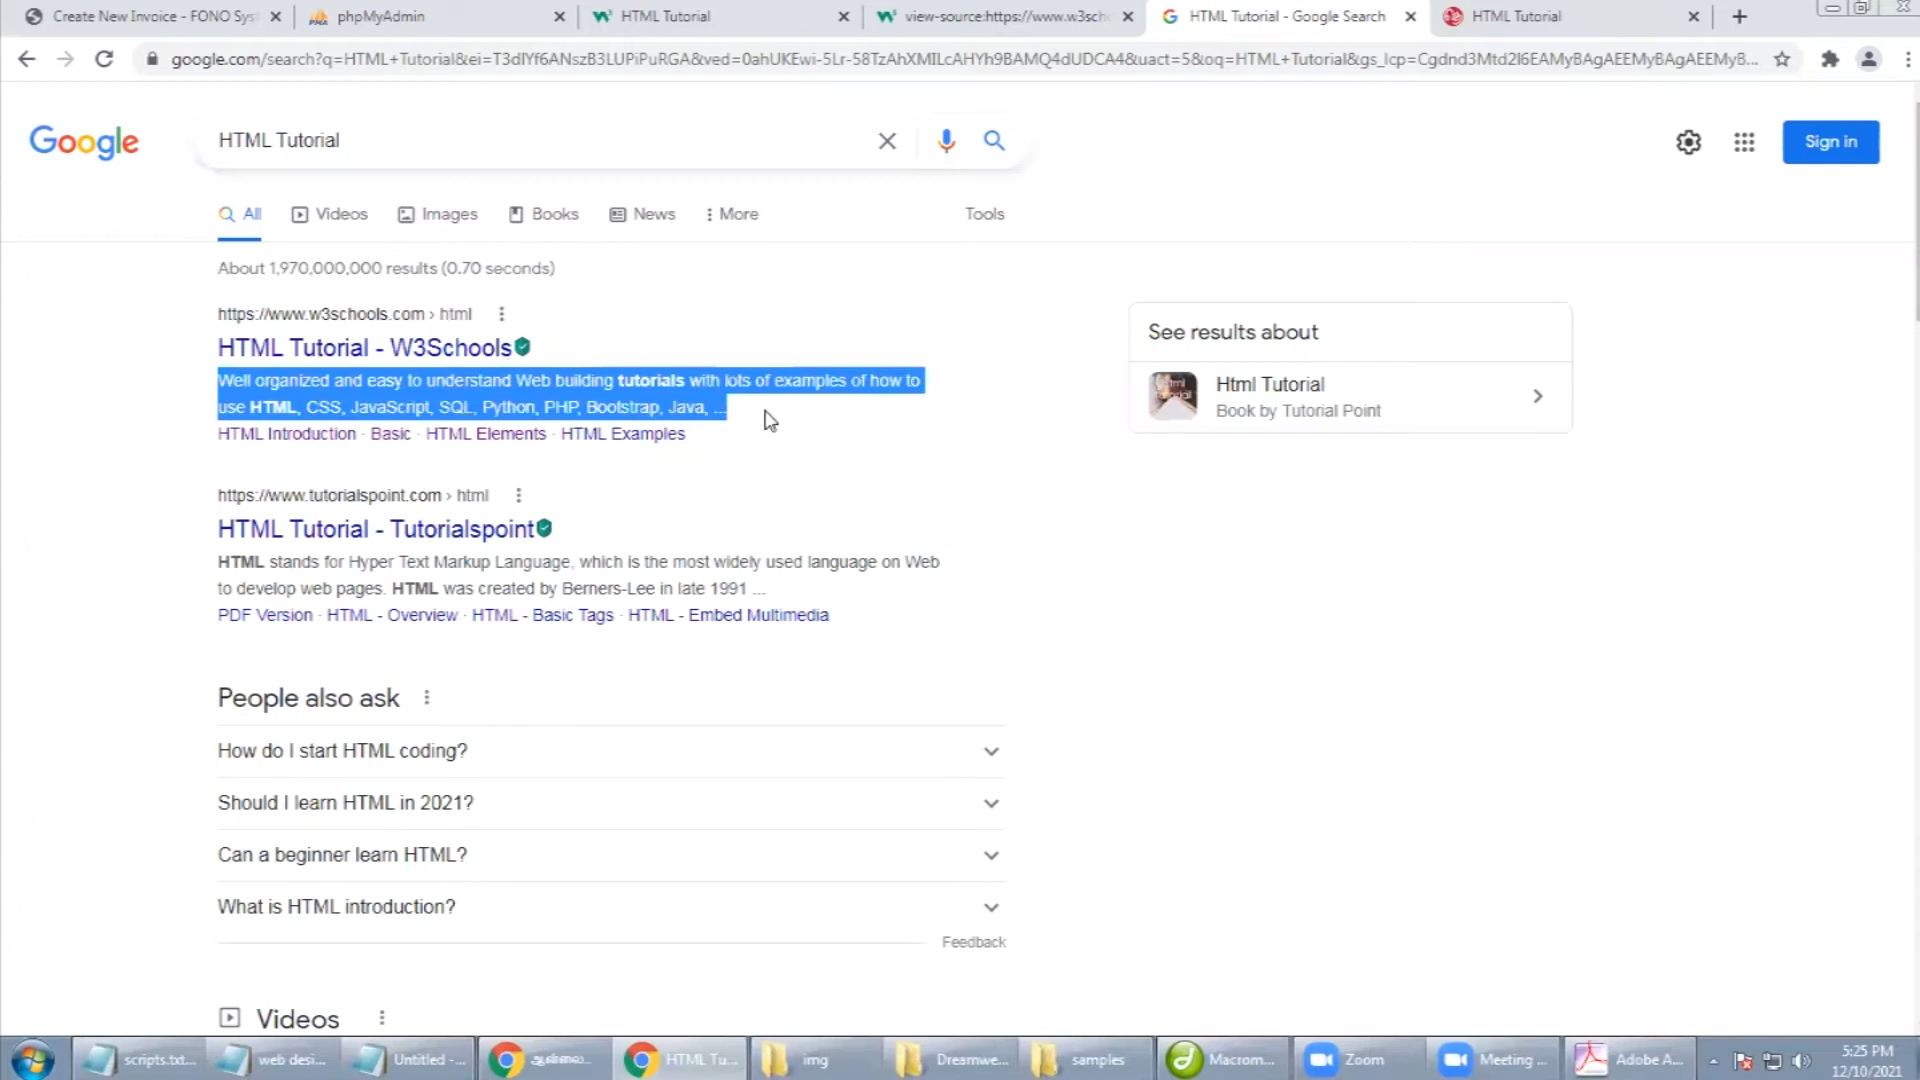 Create New Invoice - FONO Sys
phpMyAdmin
HTML Tutorial
view-source:https://www.w3sch
HTML Tutorial - Google Search
HTML Tutorial
google.com/search?q=HTML+Tutorial&ei=T3dIYf6ANszB3LUPiPuRGA&ved=0ahUKEwi-5Lr-58TzAhXMILcAHYh9BAMQ4dUDCA4&uact=5&oq=HTML+Tutorial&gs_lcp=Cgdnd3Mtd2l6EAMyBAgAEEMyBAgAEEMyB...
Google
HTML Tutorial
Sign in
All
Videos
Images
Books
News
More
Tools
About 1,970,000,000 results (0.70 seconds)
https://www.w3schools.com › html
HTML Tutorial - W3Schools
Well organized and easy to understand Web building tutorials with lots of examples of how to
use HTML, CSS, JavaScript, SQL, Python, PHP, Bootstrap, Java, ...
HTML Introduction · Basic · HTML Elements · HTML Examples
See results about
Html Tutorial
Book by Tutorial Point
https://www.tutorialspoint.com › html
HTML Tutorial - Tutorialspoint
HTML stands for Hyper Text Markup Language, which is the most widely used language on Web
to develop web pages. HTML was created by Berners-Lee in late 1991 ...
PDF Version · HTML - Overview · HTML - Basic Tags · HTML - Embed Multimedia
People also ask
How do I start HTML coding?
Should I learn HTML in 2021?
Can a beginner learn HTML?
What is HTML introduction?
Feedback
Videos
scripts.txt...
web desi...
Untitled -...
HTML Tu...
img
Dreamwe...
samples
Macrom...
Zoom
Meeting ...
Adobe A...
5:25 PM
12/10/2021